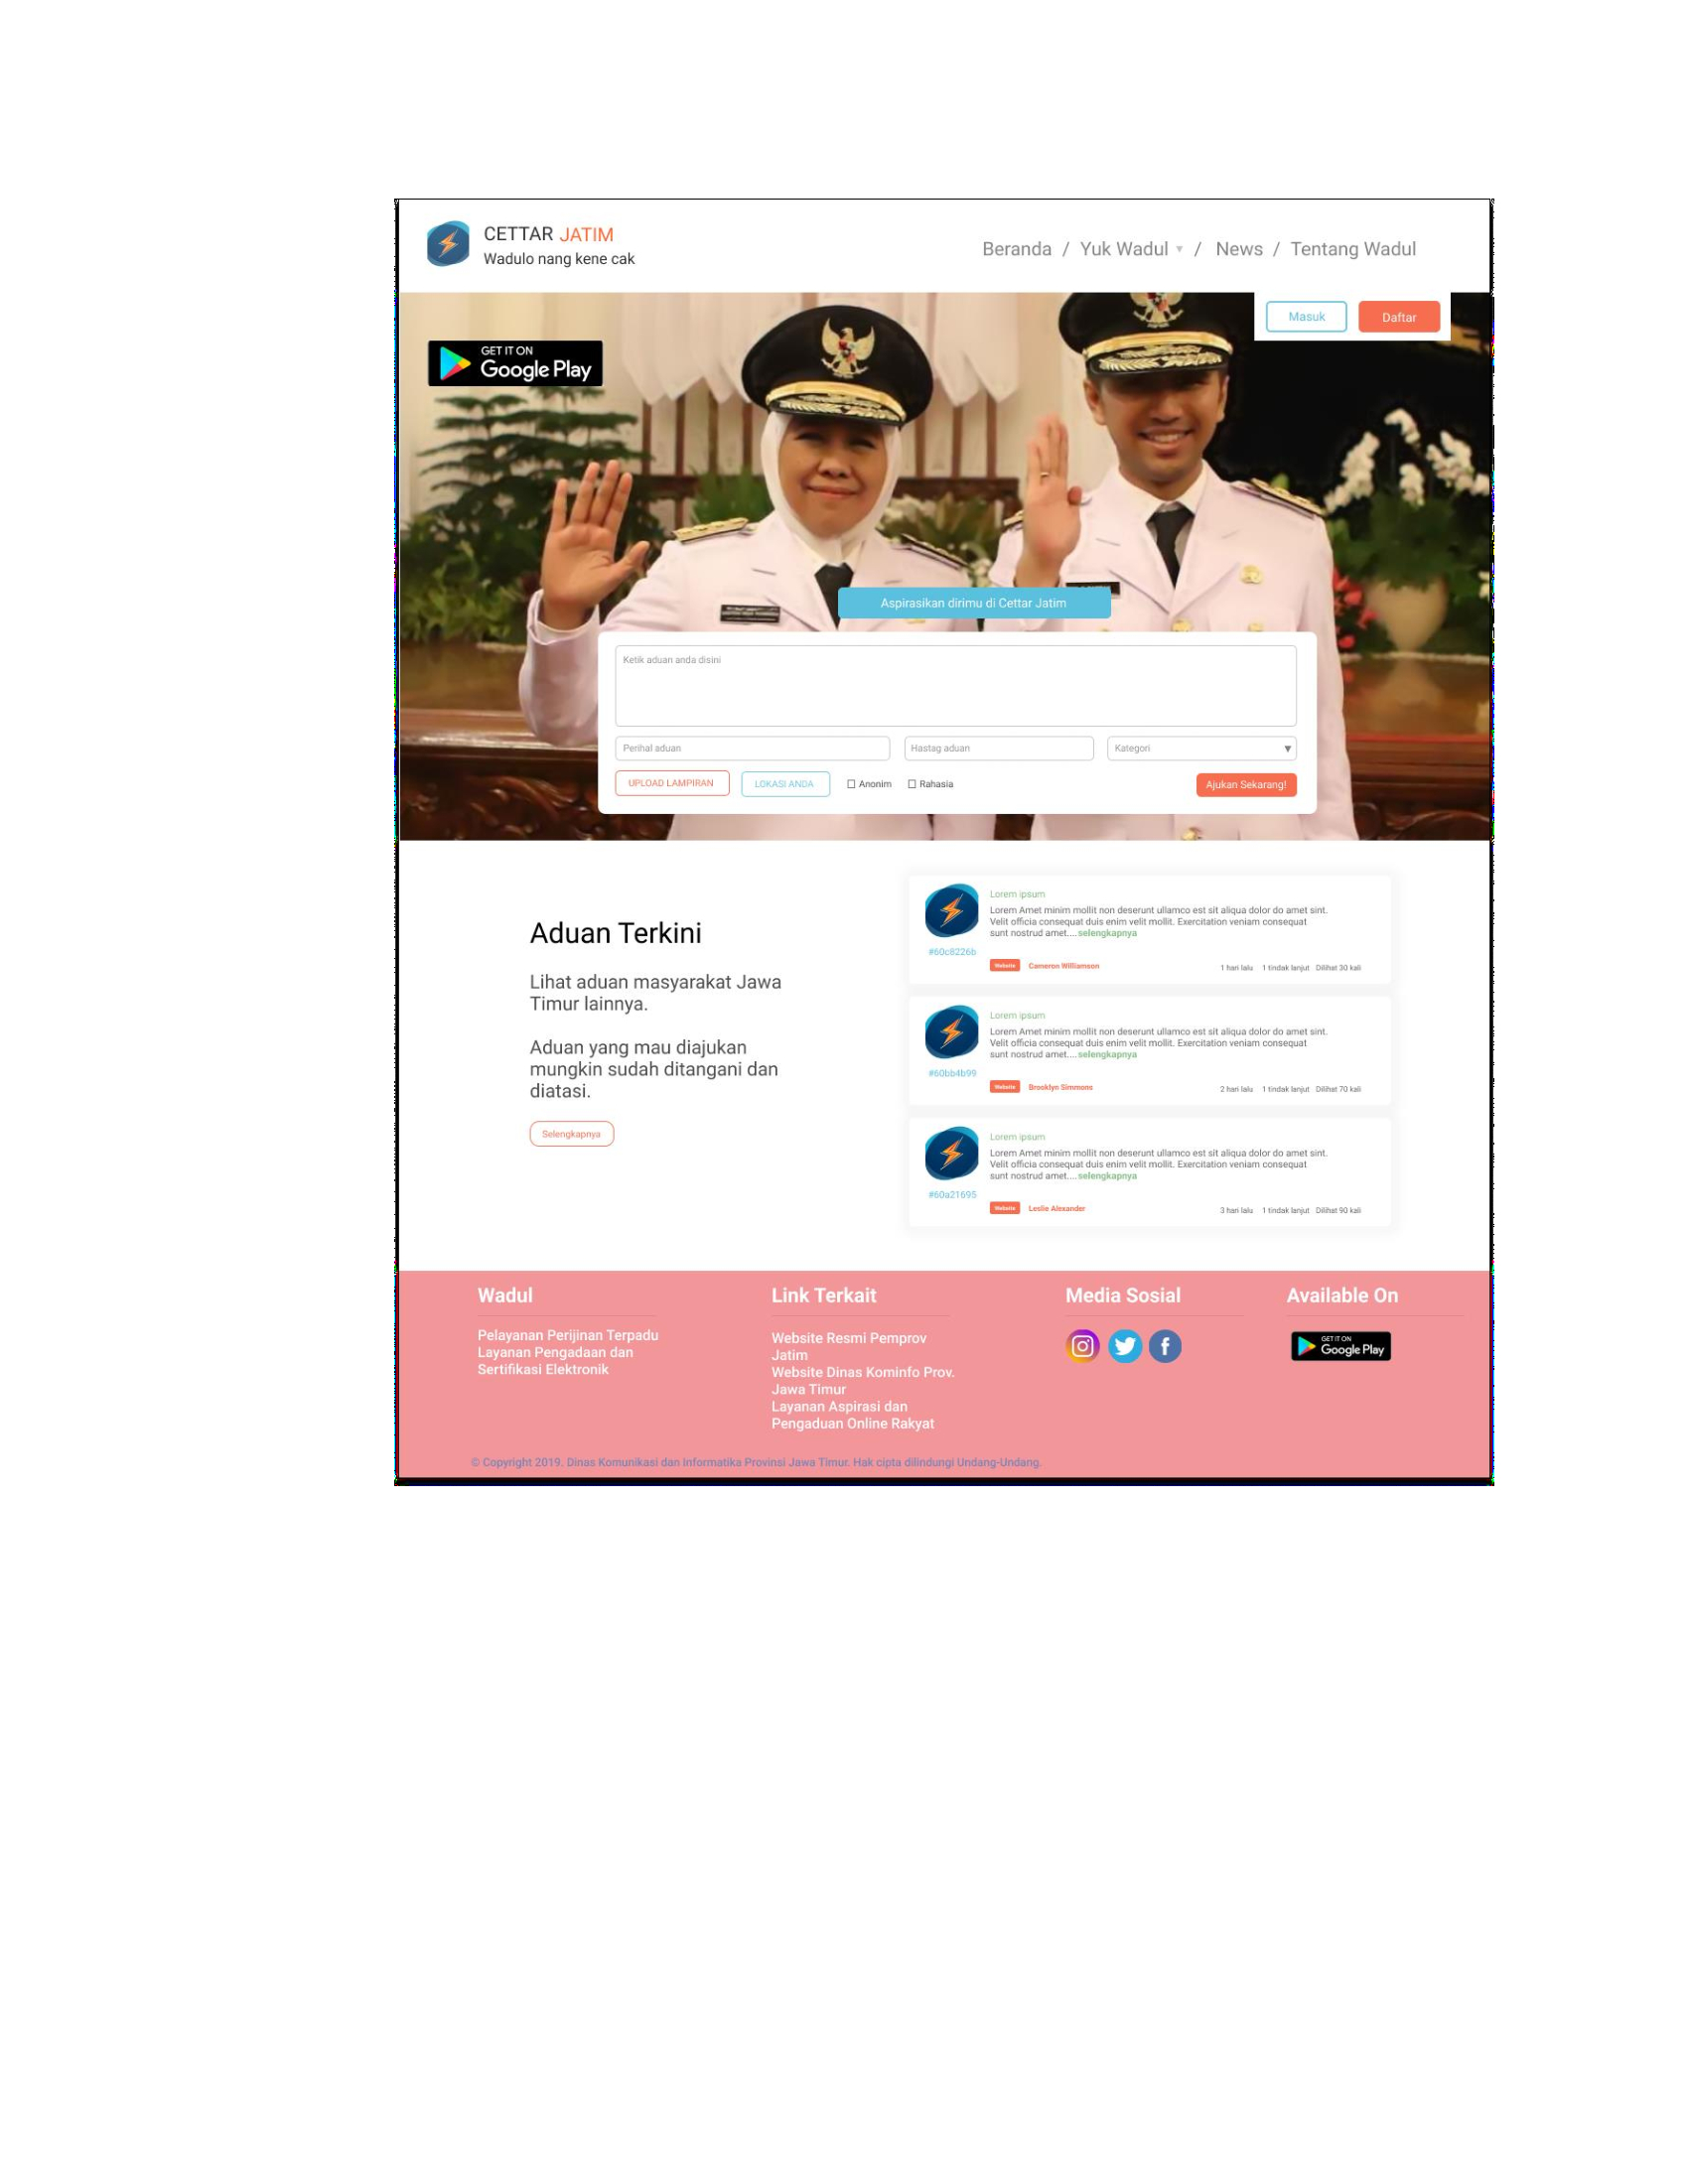 CETTAR JATIM
Wadulo nang kene cak
Beranda / Yuk Wadul ▾ / News / Tentang Wadul
Masuk
Daftar
GET IT ON
Google Play
Aspirasikan dirimu di Cettar Jatim
Ketik aduan anda disini
Perihal aduan
Hastag aduan
Kategori
UPLOAD LAMPIRAN
LOKASI ANDA
Anonim
Rahasia
Ajukan Sekarang!
Aduan Terkini
Lihat aduan masyarakat Jawa
Timur lainnya.
Aduan yang mau diajukan
mungkin sudah ditangani dan
diatasi.
Selengkapnya
Lorem ipsum
Lorem Amet minim mollit non deserunt ullamco est sit aliqua dolor do amet sint.
Velit officia consequat duis enim velit mollit. Exercitation veniam consequat
sunt nostrud amet....selengkapnya
#60c8226b
Website Cameron Williamson
1 hari lalu 1 tindak lanjut Dilihat 30 kali
Lorem ipsum
Lorem Amet minim mollit non deserunt ullamco est sit aliqua dolor do amet sint.
Velit officia consequat duis enim velit mollit. Exercitation veniam consequat
sunt nostrud amet....selengkapnya
#60bb4b99
Website Brooklyn Simmons
2 hari lalu 1 tindak lanjut Dilihat 70 kali
Lorem ipsum
Lorem Amet minim mollit non deserunt ullamco est sit aliqua dolor do amet sint.
Velit officia consequat duis enim velit mollit. Exercitation veniam consequat
sunt nostrud amet....selengkapnya
#60a21695
Website Leslie Alexander
3 hari lalu 1 tindak lanjut Dilihat 90 kali
Wadul
Pelayanan Perijinan Terpadu
Layanan Pengadaan dan
Sertifikasi Elektronik
Link Terkait
Website Resmi Pemprov
Jatim
Website Dinas Kominfo Prov.
Jawa Timur
Layanan Aspirasi dan
Pengaduan Online Rakyat
Media Sosial
Available On
GET IT ON
Google Play
© Copyright 2019. Dinas Komunikasi dan Informatika Provinsi Jawa Timur. Hak cipta dilindungi Undang-Undang.